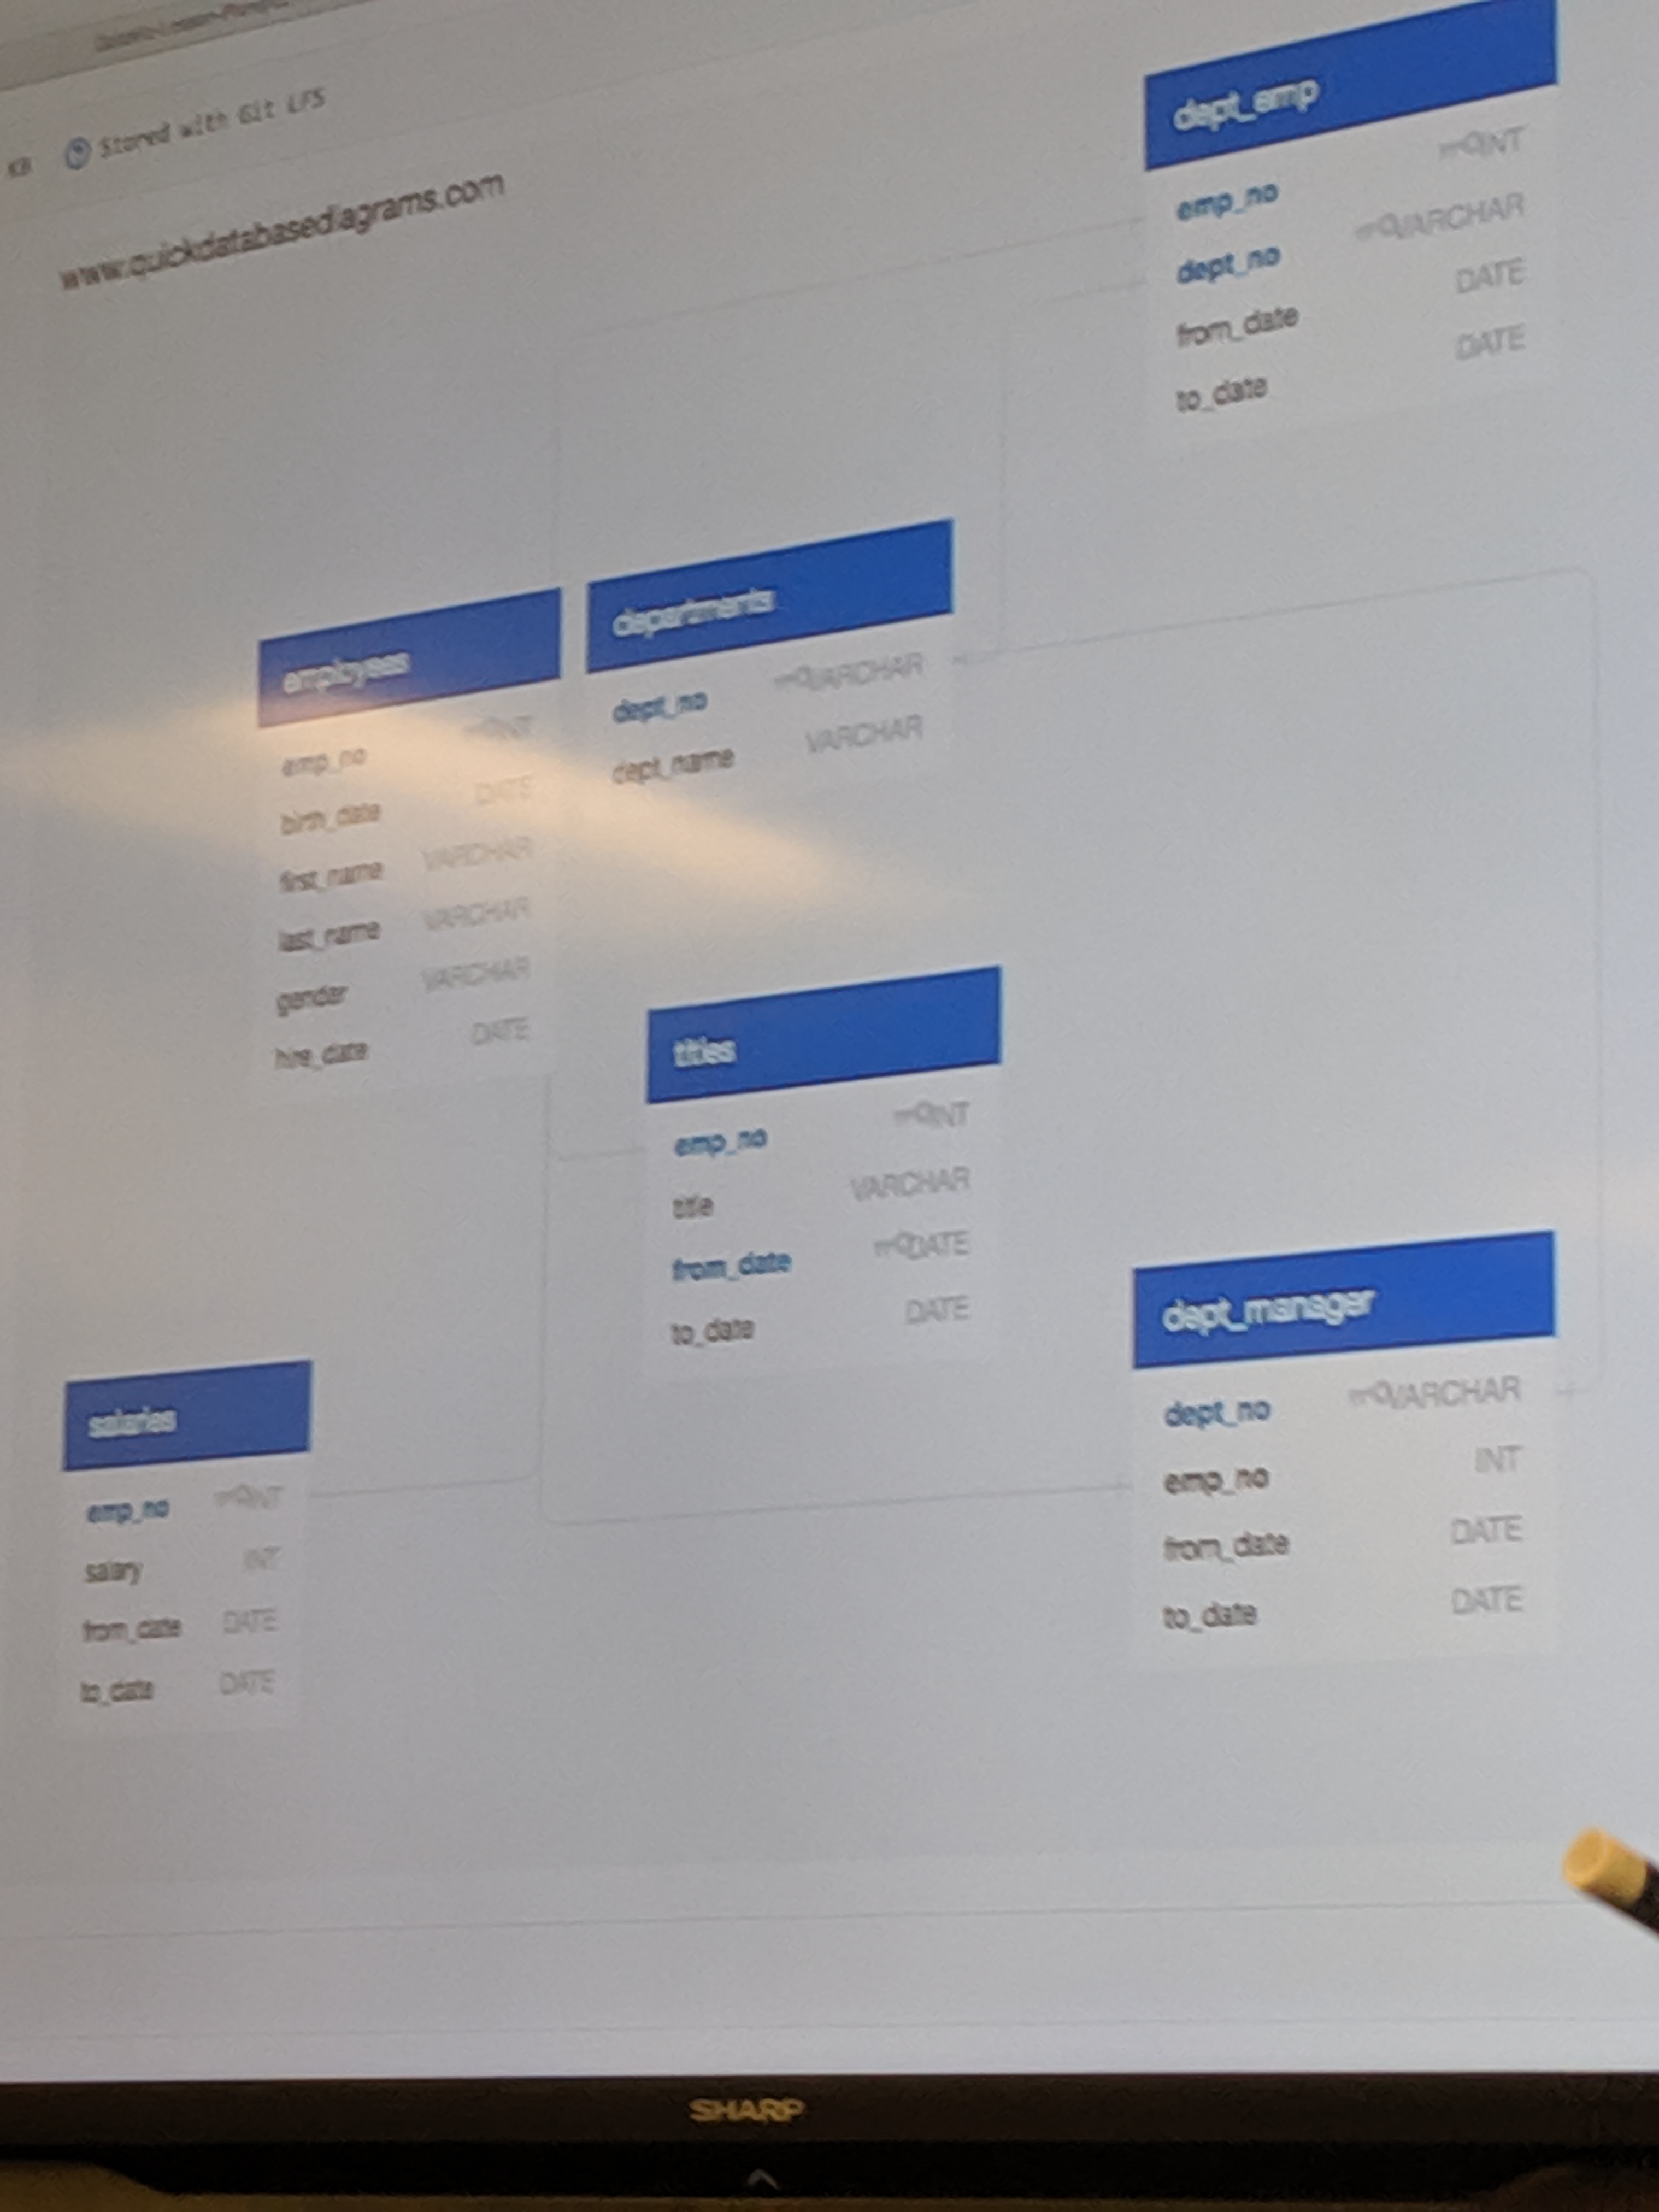 KB Stored with Git LFS
www.quickdatabasediagrams.com
dept_emp
emp_no INT
dept_no VARCHAR
from_date DATE
to_date DATE
employees
emp_no INT
birth_date DATE
first_name VARCHAR
last_name VARCHAR
gender VARCHAR
hire_date DATE
departments
dept_no VARCHAR
dept_name VARCHAR
titles
emp_no INT
title VARCHAR
from_date DATE
to_date DATE
dept_manager
dept_no VARCHAR
emp_no INT
from_date DATE
to_date DATE
salaries
emp_no INT
salary INT
from_date DATE
to_date DATE
SHARP